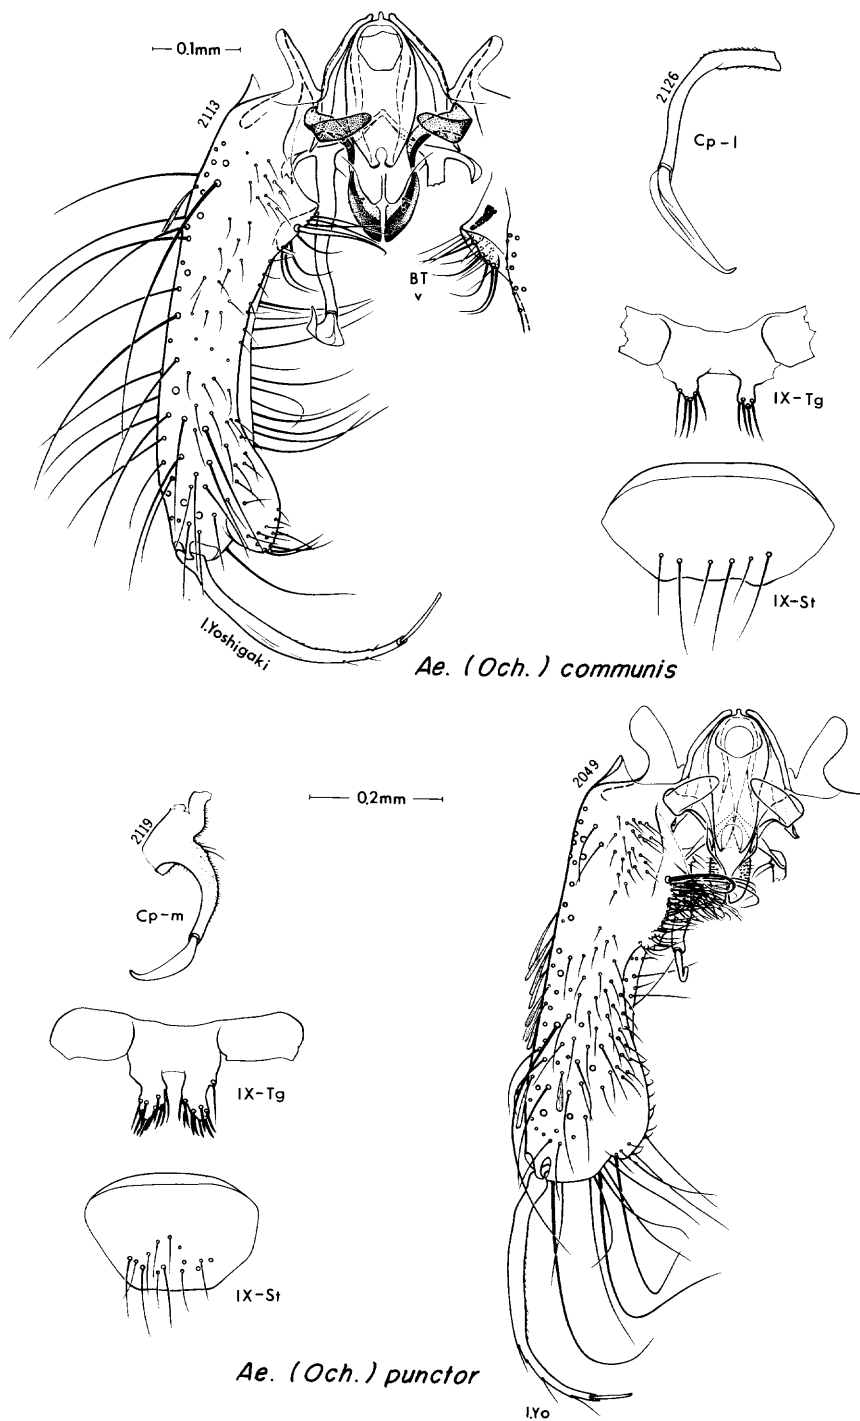 0.1mm
2113
2126
Cp-l
BT
v
IX-Tg
IX-St
I.Yoshigaki
Ae. (Och.) communis
2049
0.2mm
2119
Cp-m
IX-Tg
IX-St
Ae. (Och.) punctor
I.Yo